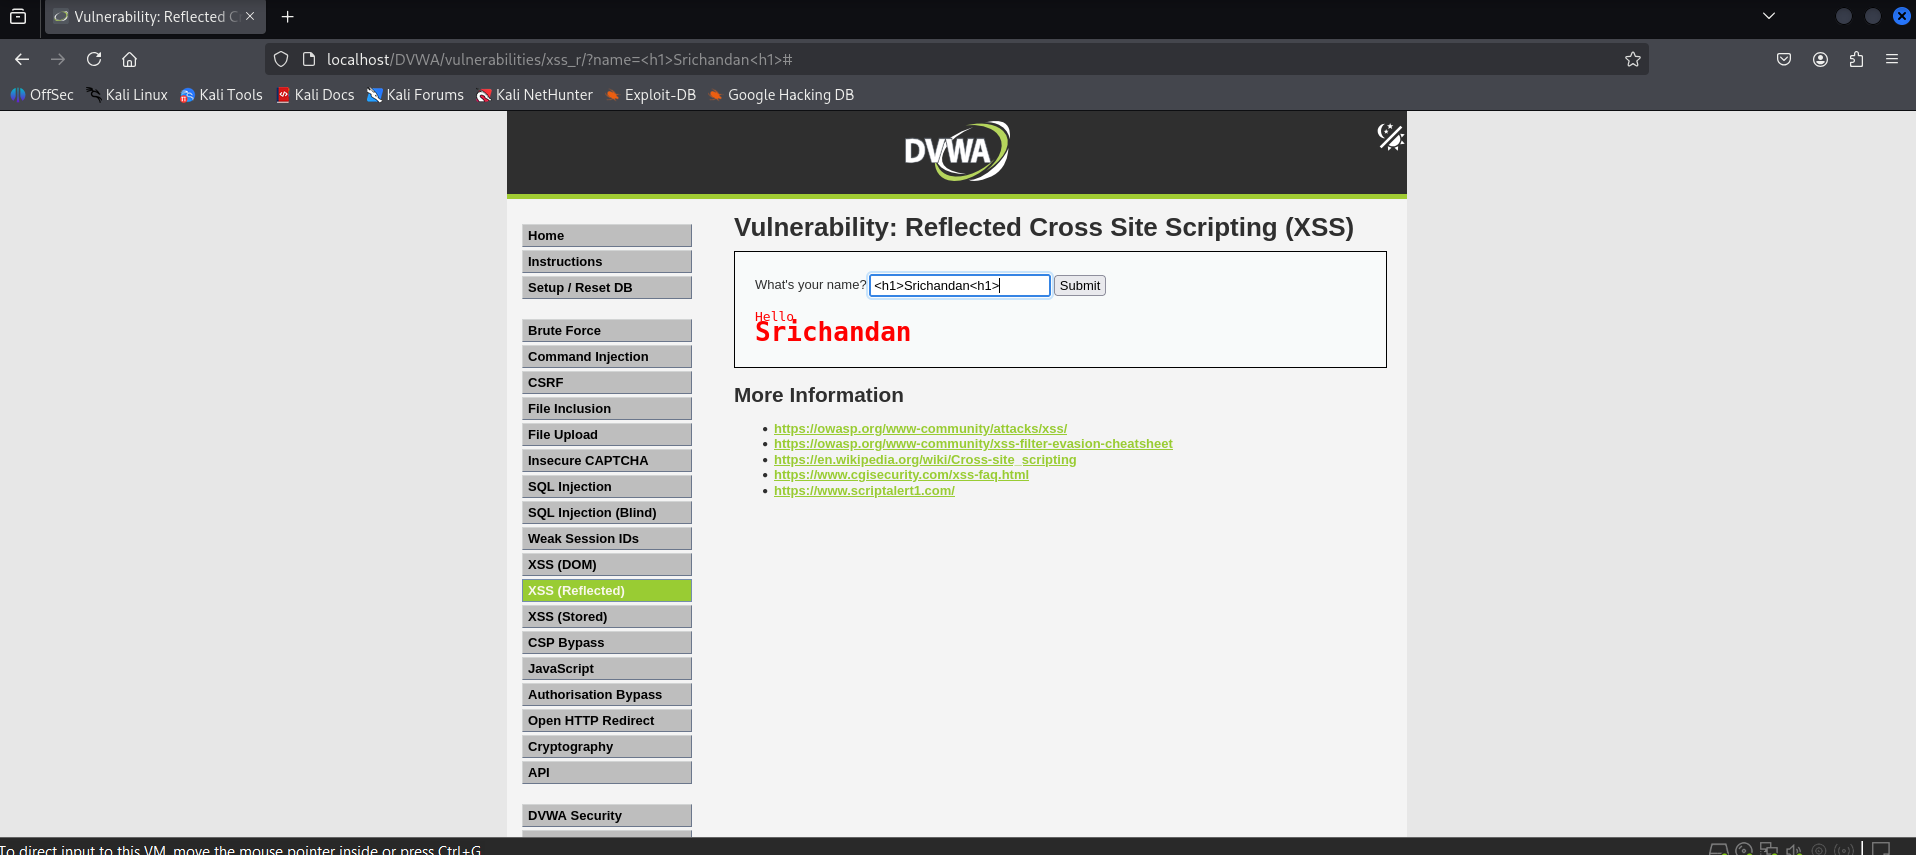 Vulnerability: Reflected C
localhost/DVWA/vulnerabilities/xss_r/?name=<h1>Srichandan<h1>#
OffSec Kali Linux Kali Tools Kali Docs Kali Forums Kali NetHunter Exploit-DB Google Hacking DB
DVWA
Vulnerability: Reflected Cross Site Scripting (XSS)
What's your name? <h1>Srichandan<h1> Submit
Hello
Srichandan
More Information
https://owasp.org/www-community/attacks/xss/
https://owasp.org/www-community/xss-filter-evasion-cheatsheet
https://en.wikipedia.org/wiki/Cross-site_scripting
https://www.cgisecurity.com/xss-faq.html
https://www.scriptalert1.com/
Home
Instructions
Setup / Reset DB
Brute Force
Command Injection
CSRF
File Inclusion
File Upload
Insecure CAPTCHA
SQL Injection
SQL Injection (Blind)
Weak Session IDs
XSS (DOM)
XSS (Reflected)
XSS (Stored)
CSP Bypass
JavaScript
Authorisation Bypass
Open HTTP Redirect
Cryptography
API
DVWA Security
To direct input to this VM, move the mouse pointer inside or press Ctrl+G.